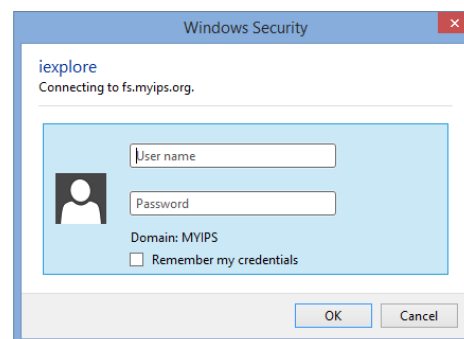 Windows Security
iexplore
Connecting to fs.myips.org.
User name
Password
Domain: MYIPS
Remember my credentials
OK Cancel